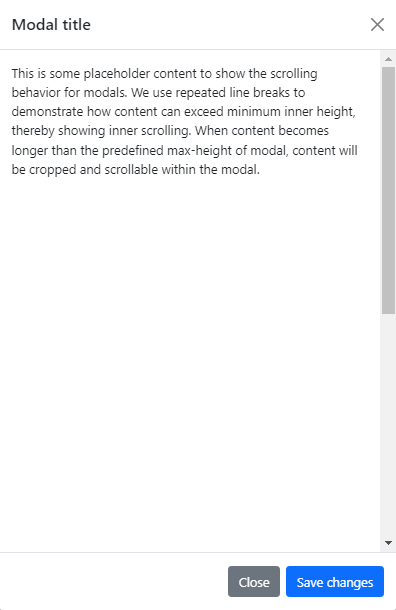 Modal title
This is some placeholder content to show the scrolling
behavior for modals. We use repeated line breaks to
demonstrate how content can exceed minimum inner height,
thereby showing inner scrolling. When content becomes
longer than the predefined max-height of modal, content will
be cropped and scrollable within the modal.
Close
Save changes